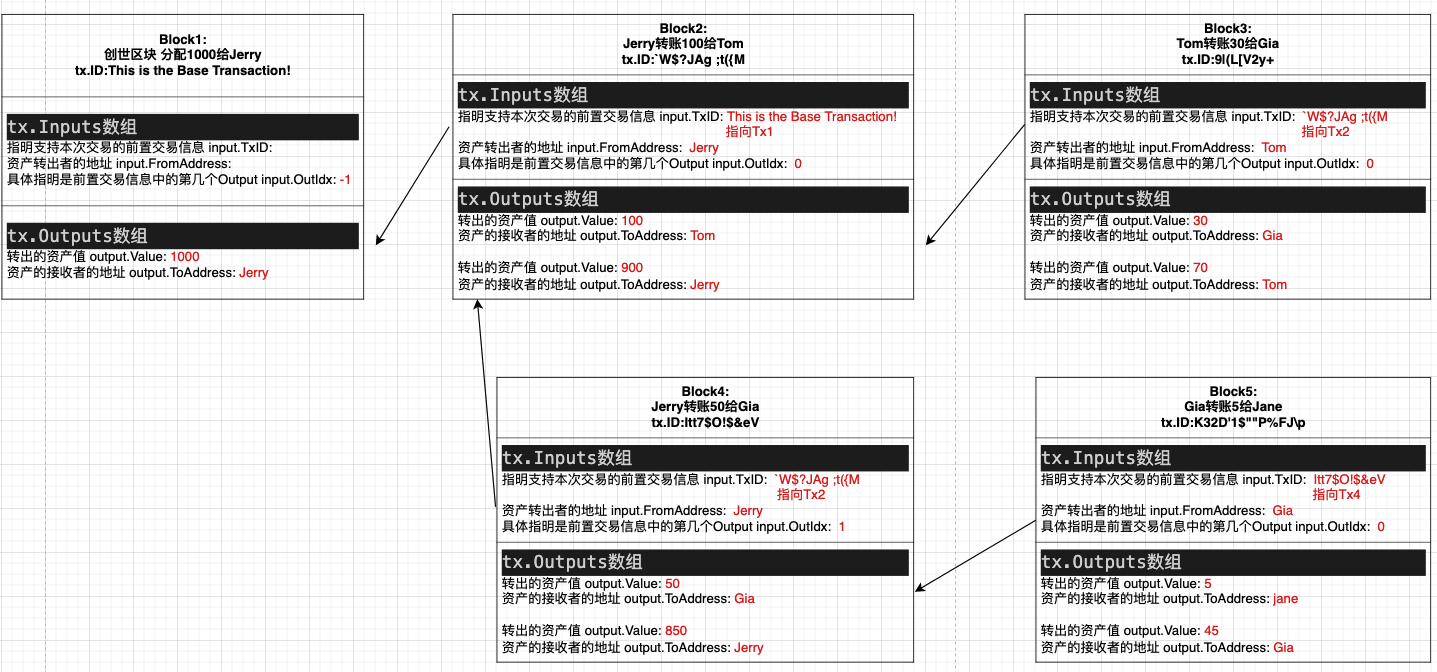 Block1:
创世区块 分配1000给Jerry
tx.ID:This is the Base Transaction!
tx.Inputs数组
指明支持本次交易的前置交易信息 input.TxID:
资产转出者的地址 input.FromAddress:
具体指明是前置交易信息中的第几个Output input.OutIdx: -1
tx.Outputs数组
转出的资产值 output.Value: 1000
资产的接收者的地址 output.ToAddress: Jerry
Block2:
Jerry转账100给Tom
tx.ID:`W$?JAg ;t({M
tx.Inputs数组
指明支持本次交易的前置交易信息 input.TxID: This is the Base Transaction!
指向Tx1
资产转出者的地址 input.FromAddress: Jerry
具体指明是前置交易信息中的第几个Output input.OutIdx: 0
tx.Outputs数组
转出的资产值 output.Value: 100
资产的接收者的地址 output.ToAddress: Tom
转出的资产值 output.Value: 900
资产的接收者的地址 output.ToAddress: Jerry
Block3:
Tom转账30给Gia
tx.ID:9l(L[V2y+
tx.Inputs数组
指明支持本次交易的前置交易信息 input.TxID: `W$?JAg ;t({M
指向Tx2
资产转出者的地址 input.FromAddress: Tom
具体指明是前置交易信息中的第几个Output input.OutIdx: 0
tx.Outputs数组
转出的资产值 output.Value: 30
资产的接收者的地址 output.ToAddress: Gia
转出的资产值 output.Value: 70
资产的接收者的地址 output.ToAddress: Tom
Block4:
Jerry转账50给Gia
tx.ID:Itt7$O!$&eV
tx.Inputs数组
指明支持本次交易的前置交易信息 input.TxID: `W$?JAg ;t({M
指向Tx2
资产转出者的地址 input.FromAddress: Jerry
具体指明是前置交易信息中的第几个Output input.OutIdx: 1
tx.Outputs数组
转出的资产值 output.Value: 50
资产的接收者的地址 output.ToAddress: Gia
转出的资产值 output.Value: 850
资产的接收者的地址 output.ToAddress: Jerry
Block5:
Gia转账5给Jane
tx.ID:K32D'1$""P%FJ\p
tx.Inputs数组
指明支持本次交易的前置交易信息 input.TxID: Itt7$O!$&eV
指向Tx4
资产转出者的地址 input.FromAddress: Gia
具体指明是前置交易信息中的第几个Output input.OutIdx: 0
tx.Outputs数组
转出的资产值 output.Value: 5
资产的接收者的地址 output.ToAddress: jane
转出的资产值 output.Value: 45
资产的接收者的地址 output.ToAddress: Gia